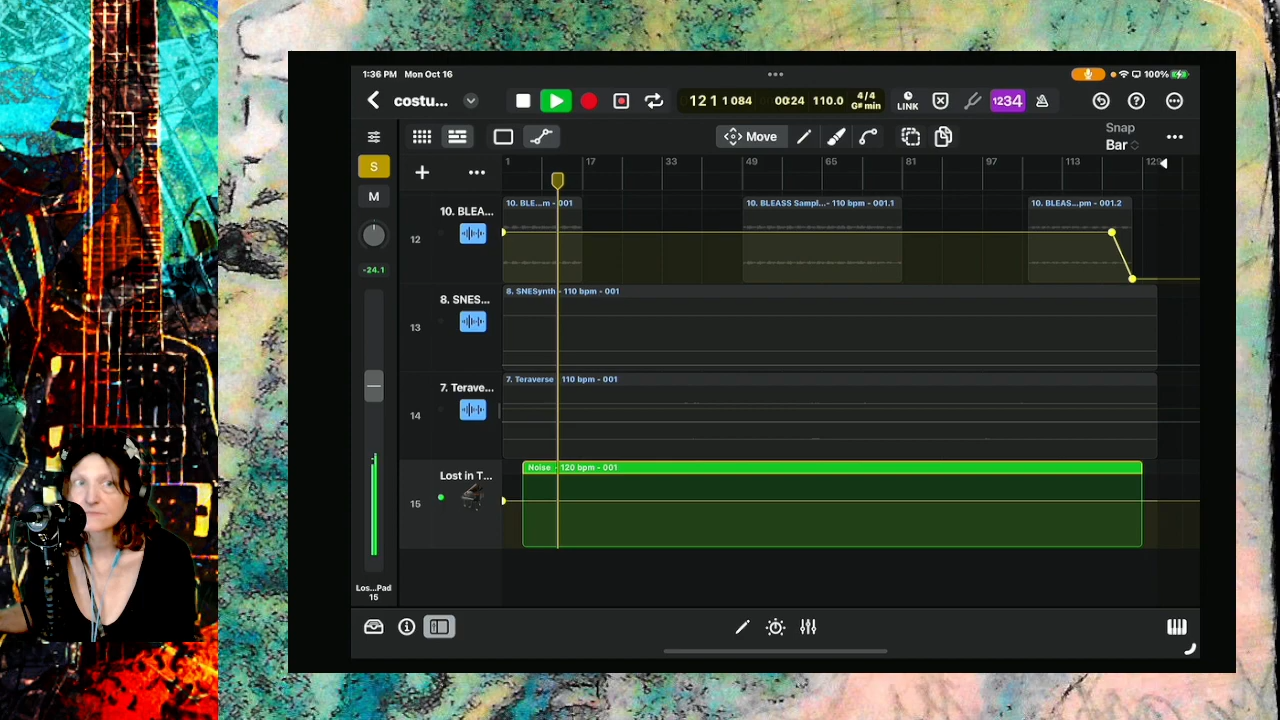 1:36 PM Mon Oct 16
100%
costu...
12 1 1 084 00:24 110.0 4/4 G# min
LINK
1234
Move
Snap
Bar
S
M
-24.1
1 17 33 49 65 81 97 113 129
10. BLEA...
12
10. BLE...m - 001
10. BLEASS Sampl...- 110 bpm - 001.1
10. BLEAS...pm - 001.2
8. SNES...
13
8. SNESynth - 110 bpm - 001
7. Terave...
14
7. Teraverse 110 bpm - 001
Lost in T...
15
Noise - 120 bpm - 001
Los...Pad
15